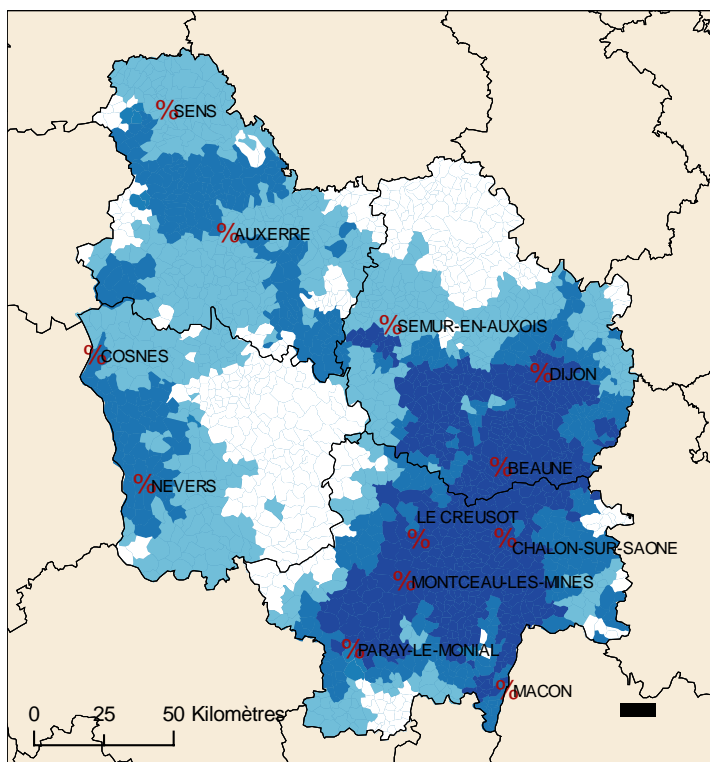 %SENS
%AUXERRE
%SEMUR-EN-AUXOIS
%COSNES
%DIJON
%BEAUNE
%NEVERS
LE CREUSOT
%
%CHALON-SUR-SAONE
%MONTCEAU-LES-MINES
%PARAY-LE-MONIAL
%MACON
0 25 50 Kilomètres